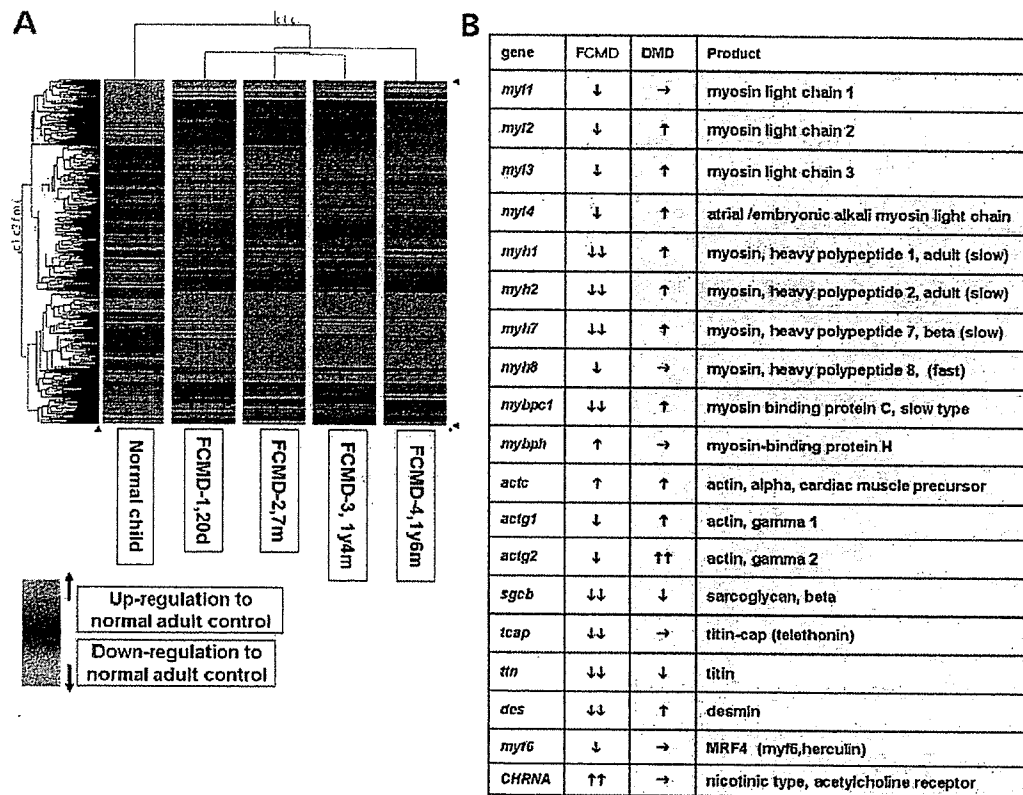 A
Normal child
FCMD-1,20d
FCMD-2,7m
FCMD-3, 1y4m
FCMD-4,1y6m
Up-regulation to
normal adult control
Down-regulation to
normal adult control
B
gene FCMD DMD Product
myl1 ↓ → myosin light chain 1
myl2 ↓ ↑ myosin light chain 2
myl3 ↓ ↑ myosin light chain 3
myl4 ↓ ↑ atrial /embryonic alkali myosin light chain
myh1 ↓↓ ↑ myosin, heavy polypeptide 1, adult (slow)
myh2 ↓↓ ↑ myosin, heavy polypeptide 2, adult (slow)
myh7 ↓↓ ↑ myosin, heavy polypeptide 7, beta (slow)
myh8 ↓ → myosin, heavy polypeptide 8, (fast)
mybpc1 ↓↓ ↑ myosin binding protein C, slow type
mybph ↑ → myosin-binding protein H
actc ↑ ↑ actin, alpha, cardiac muscle precursor
actg1 ↓ ↑ actin, gamma 1
actg2 ↓ ↑↑ actin, gamma 2
sgcb ↓↓ ↓ sarcoglycan, beta
tcap ↓↓ → titin-cap (telethonin)
ttn ↓↓ ↓ titin
des ↓↓ ↑ desmin
myf6 ↓ → MRF4 (myf6,herculin)
CHRNA ↑↑ → nicotinic type, acetylcholine receptor